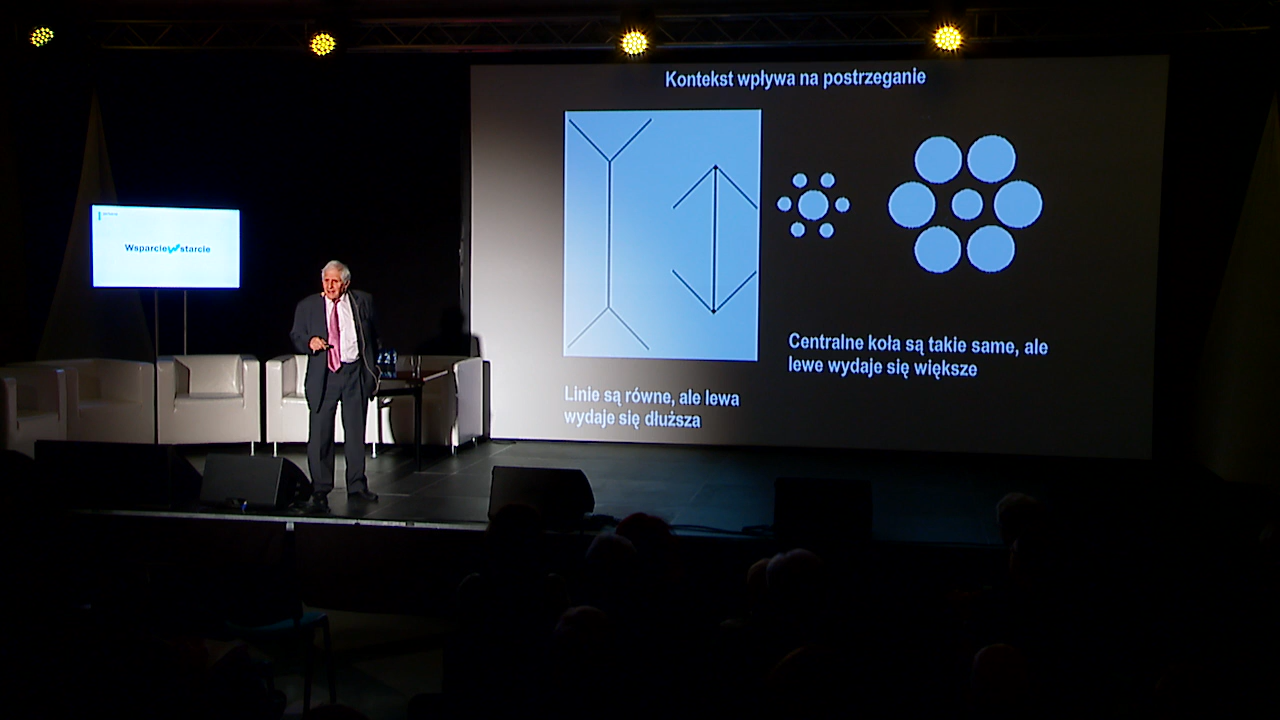 Kontekst wpływa na postrzeganie
Wsparcie starcie
Centralne koła są takie same, ale
lewe wydaje się większe
Linie są równe, ale lewa
wydaje się dłuższa